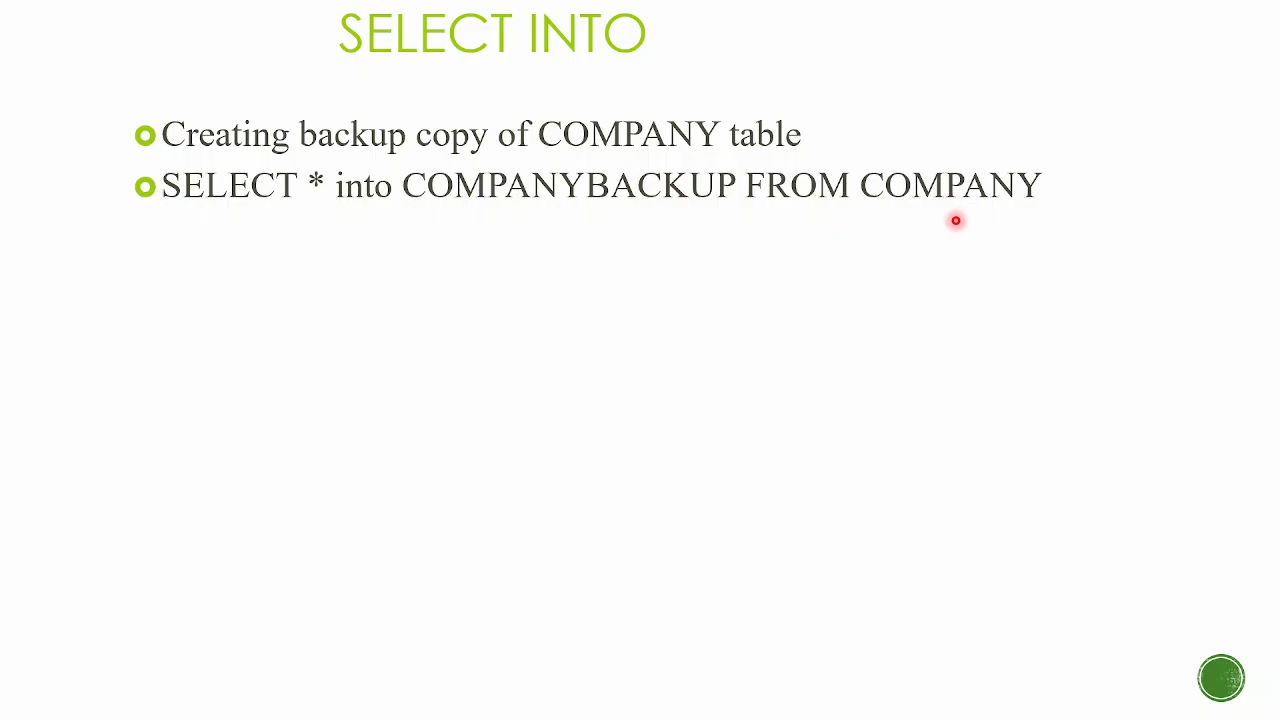 SELECT INTO
Creating backup copy of COMPANY table
SELECT * into COMPANYBACKUP FROM COMPANY